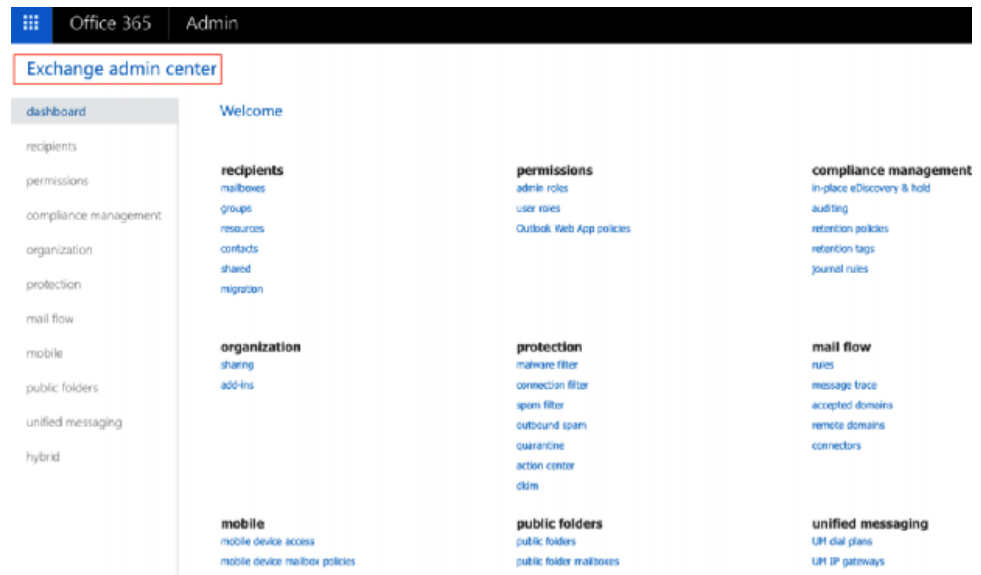 Office 365 Admin
Exchange admin center
dashboard
recipients
permissions
compliance management
organization
protection
mail flow
mobile
public folders
unified messaging
hybrid
Welcome
recipients
mailboxes
groups
resources
contacts
shared
migration
permissions
admin roles
user roles
Outlook Web App policies
compliance management
in-place eDiscovery & hold
auditing
retention policies
retention tags
journal rules
organization
sharing
add-ins
protection
malware filter
connection filter
spam filter
outbound spam
quarantine
action center
dkim
mail flow
rules
message trace
accepted domains
remote domains
connectors
mobile
mobile device access
mobile device mailbox policies
public folders
public folders
public folder mailboxes
unified messaging
UM dial plans
UM IP gateways